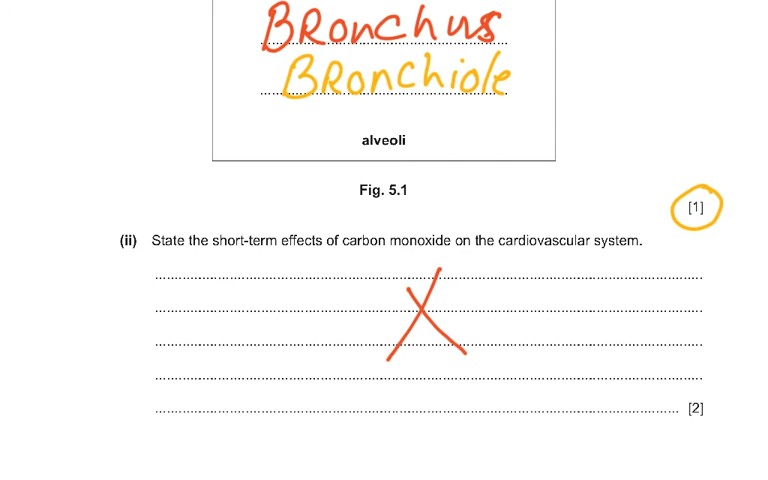 Bronchus
Bronchiole
alveoli
Fig. 5.1
[1]
(ii) State the short-term effects of carbon monoxide on the cardiovascular system.
[2]